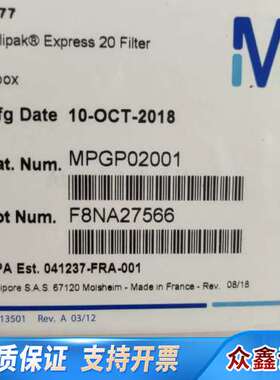 77
lipak® Express 20 Filter
box
fg Date 10-OCT-2018
at. Num. MPGP02001
ot Num. F8NA27566
PA Est. 041237-FRA-001
ipore S.A.S. 67120 Molsheim - Made in France - Rev. 08/18
13501 Rev. A 03/12
M
质保证 支持开票 众鑫